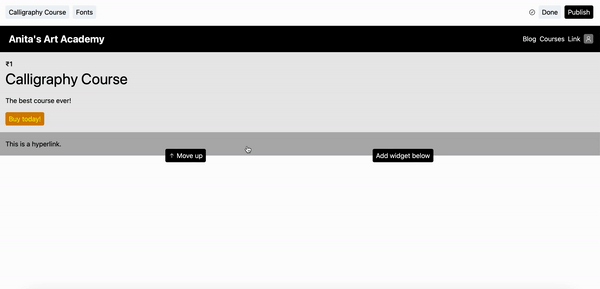 Calligraphy Course Fonts Done Publish
Anita's Art Academy Blog Courses Link
₹1
Calligraphy Course
The best course ever!
Buy today!
This is a hyperlink.
↑ Move up Add widget below